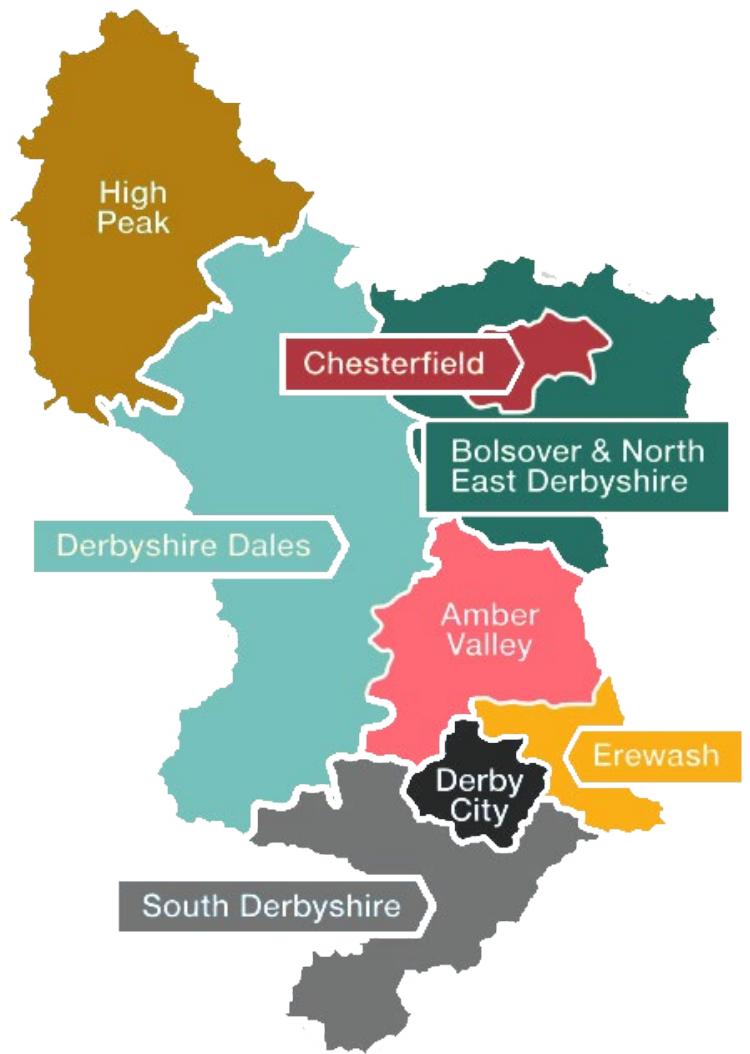 High
Peak
Chesterfield
Bolsover & North
East Derbyshire
Derbyshire Dales
Amber
Valley
Erewash
Derby
City
South Derbyshire